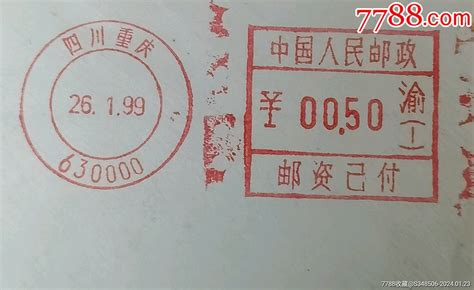 7788.com
四川重庆
26.1.99
630000
中国人民邮政
¥ 00.50
渝(1)
邮资已付
7788收藏@S348506-2024.01.23